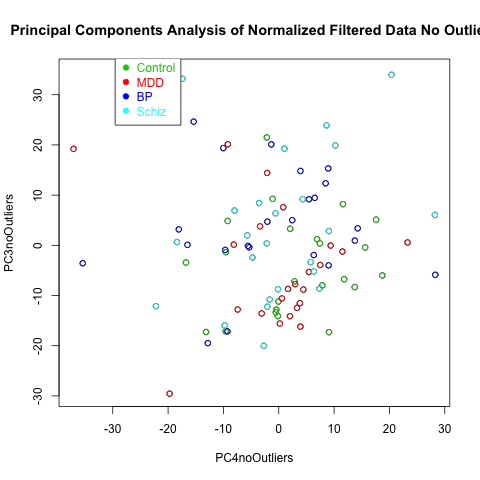 Principal Components Analysis of Normalized Filtered Data No Outlie
Control
MDD
BP
Schiz
30
20
10
0
-10
-20
-30
PC3noOutliers
-30 -20 -10 0 10 20 30
PC4noOutliers